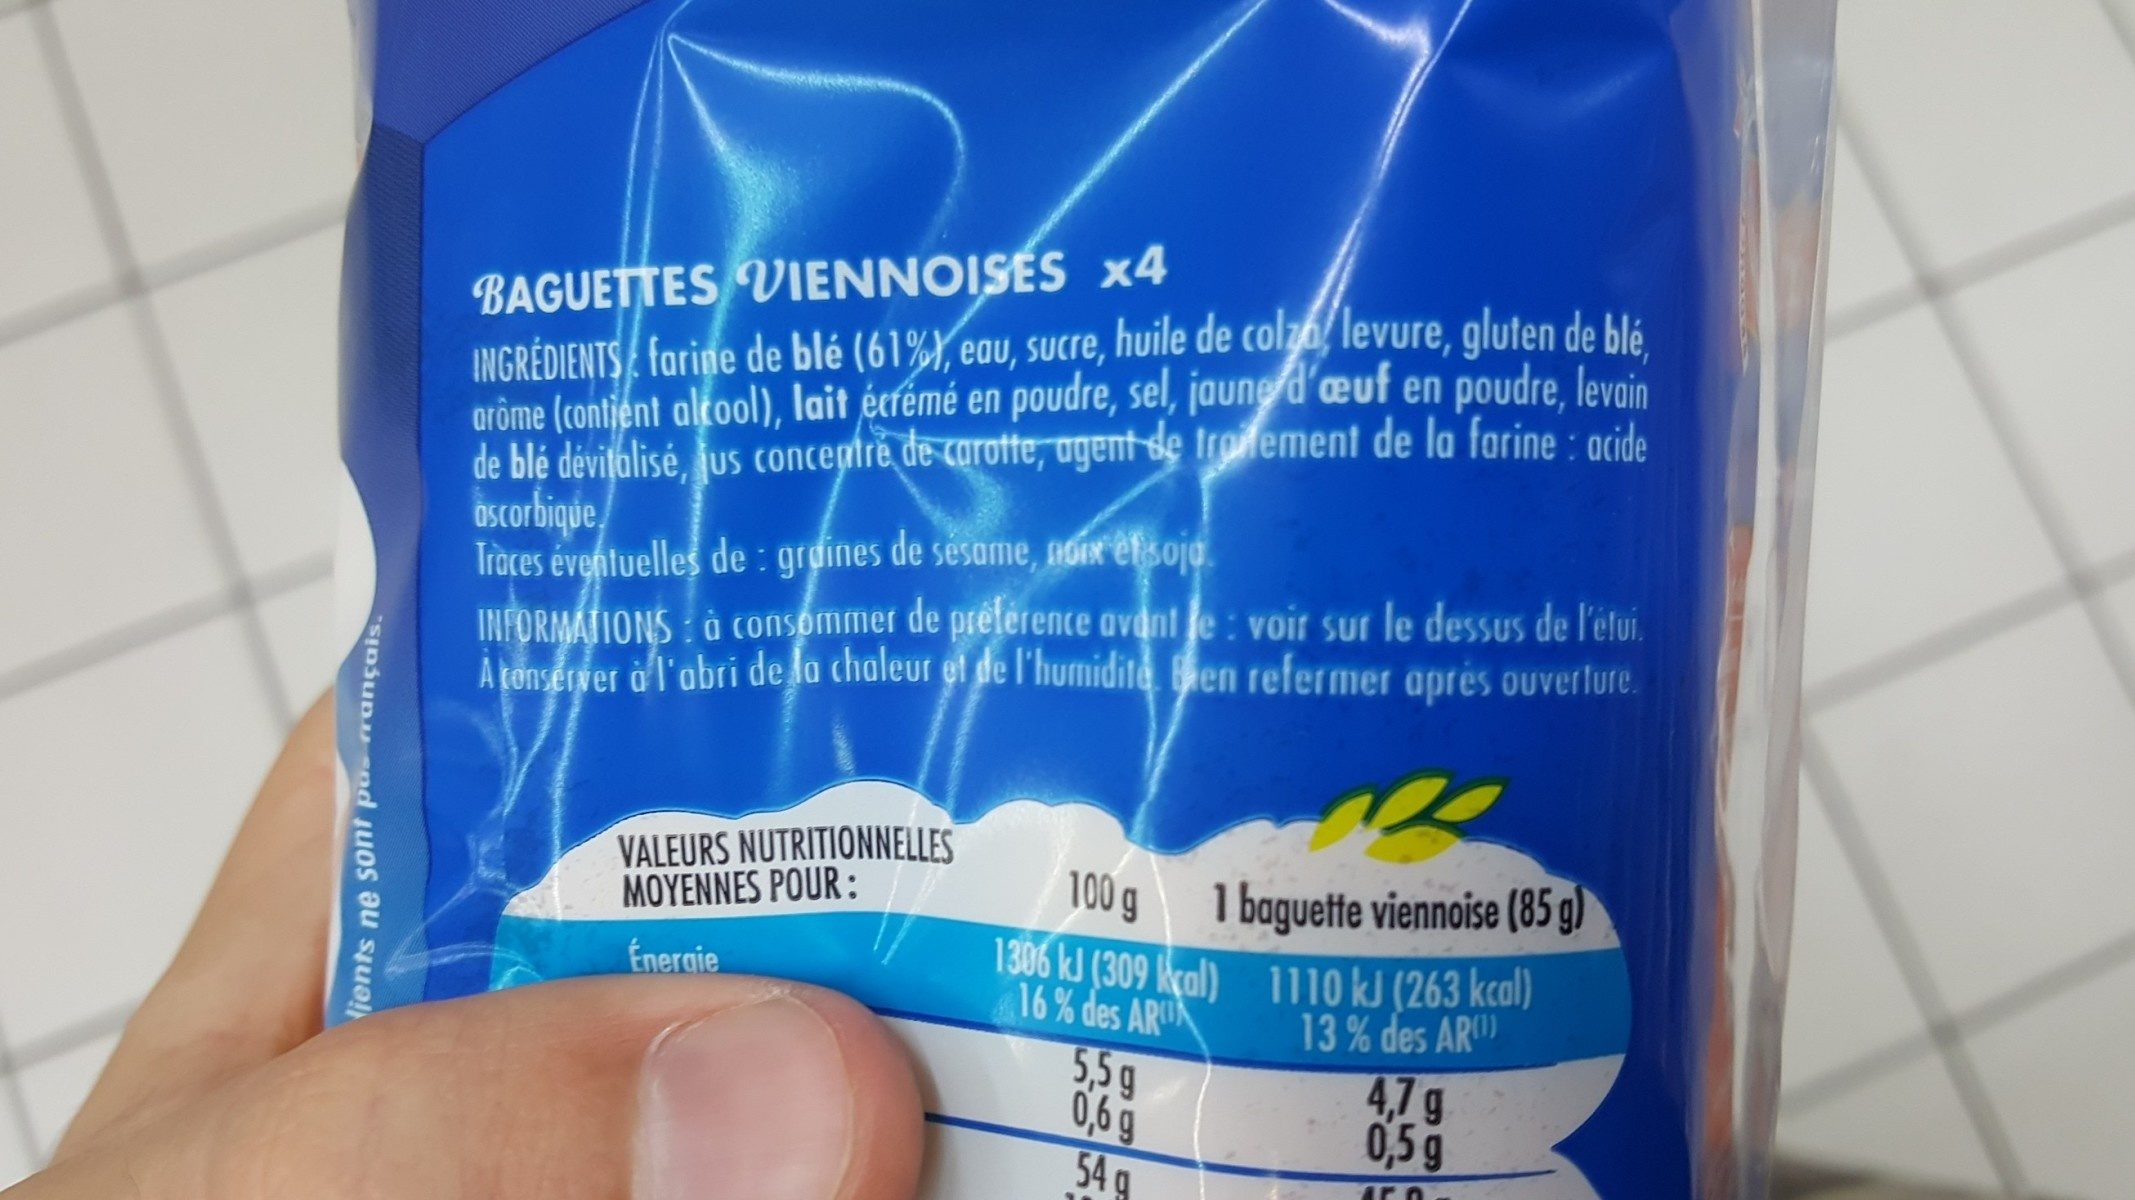 BAGUETTES VIENNOISES x4
INGRÉDIENTS : farine de blé (61%), eau, sucre, huile de colza, levure, gluten de blé,
arôme (contient alcool), lait écrémé en poudre, sel, jaune d'œuf en poudre, levain
de blé dévitalisé, jus concentré de carotte, agent de traitement de la farine : acide
ascorbique.
Traces éventuelles de : graines de sésame, noix et soja.
INFORMATIONS : à consommer de préférence avant le : voir sur le dessus de l'étui.
À conserver à l'abri de la chaleur et de l'humidité. Bien refermer après ouverture.
VALEURS NUTRITIONNELLES
MOYENNES POUR :
100 g 1 baguette viennoise (85 g)
Énergie 1306 kJ (309 kcal) 1110 kJ (263 kcal)
16 % des AR(1) 13 % des AR(1)
5,5 g 4,7 g
0,6 g 0,5 g
54 g
ne sont pas français.